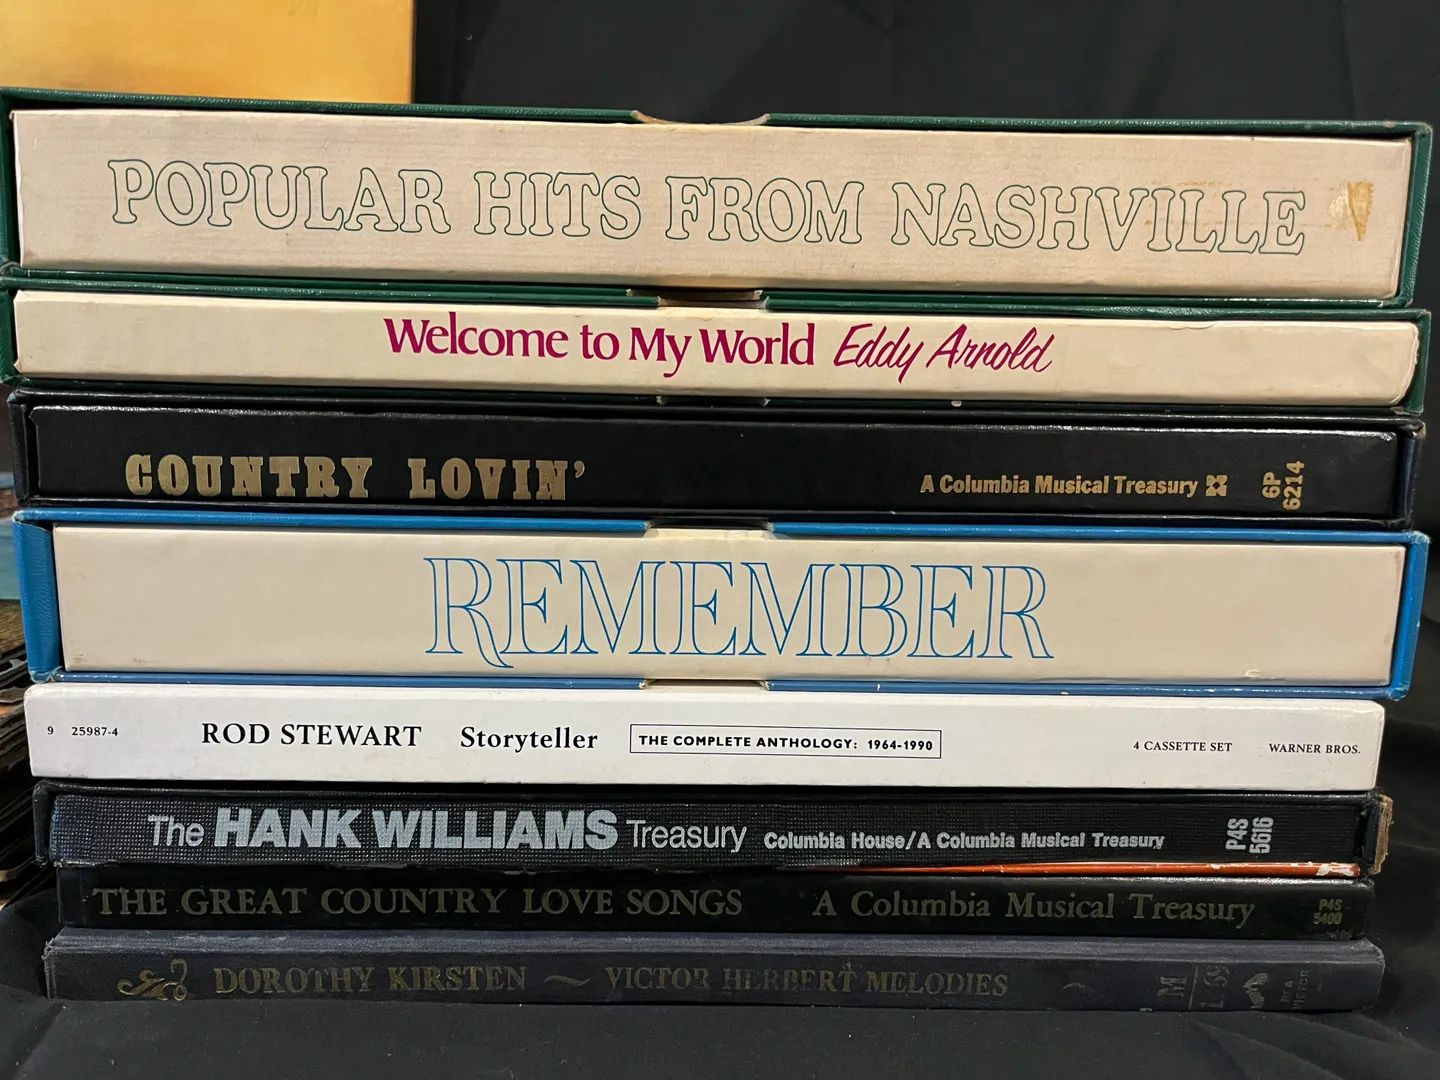 POPULAR HITS FROM NASHVILLE
Welcome to My World Eddy Arnold
COUNTRY LOVIN' A Columbia Musical Treasury 6P 6214
REMEMBER
9 25987-4 ROD STEWART Storyteller THE COMPLETE ANTHOLOGY: 1964-1990 4 CASSETTE SET WARNER BROS.
The HANK WILLIAMS Treasury Columbia House/A Columbia Musical Treasury P4S 5616
THE GREAT COUNTRY LOVE SONGS A Columbia Musical Treasury P4S 5409
DOROTHY KIRSTEN ~ VICTOR HERBERT MELODIES M